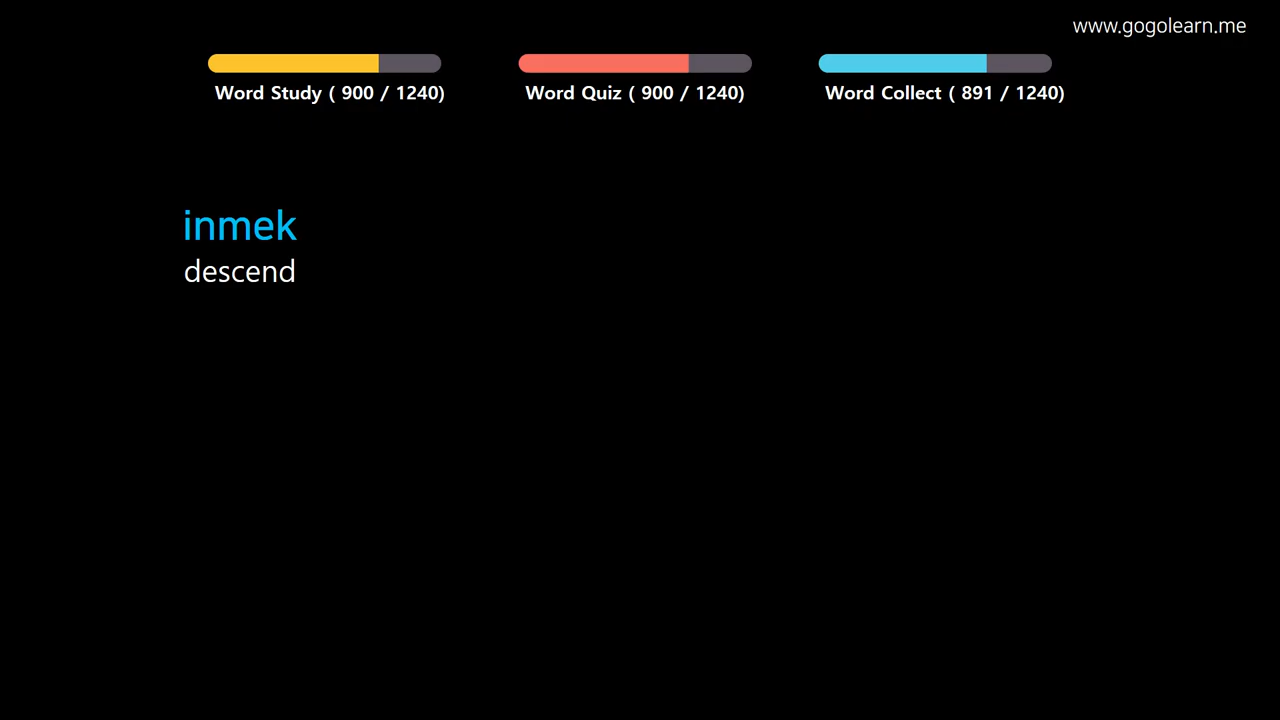 www.gogolearn.me
Word Study ( 900 / 1240)
Word Quiz ( 900 / 1240)
Word Collect ( 891 / 1240)
inmek
descend